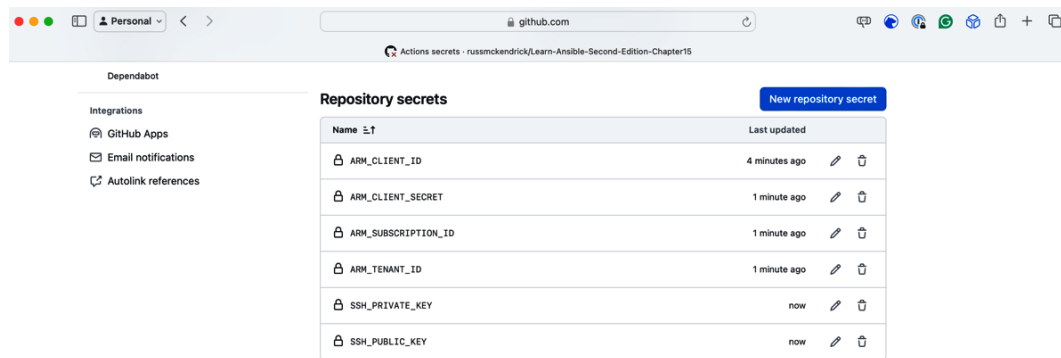 Personal
github.com
Actions secrets · russmckendrick/Learn-Ansible-Second-Edition-Chapter15
Dependabot
Integrations
GitHub Apps
Email notifications
Autolink references
Repository secrets
New repository secret
Name
Last updated
ARM_CLIENT_ID
4 minutes ago
ARM_CLIENT_SECRET
1 minute ago
ARM_SUBSCRIPTION_ID
1 minute ago
ARM_TENANT_ID
1 minute ago
SSH_PRIVATE_KEY
now
SSH_PUBLIC_KEY
now